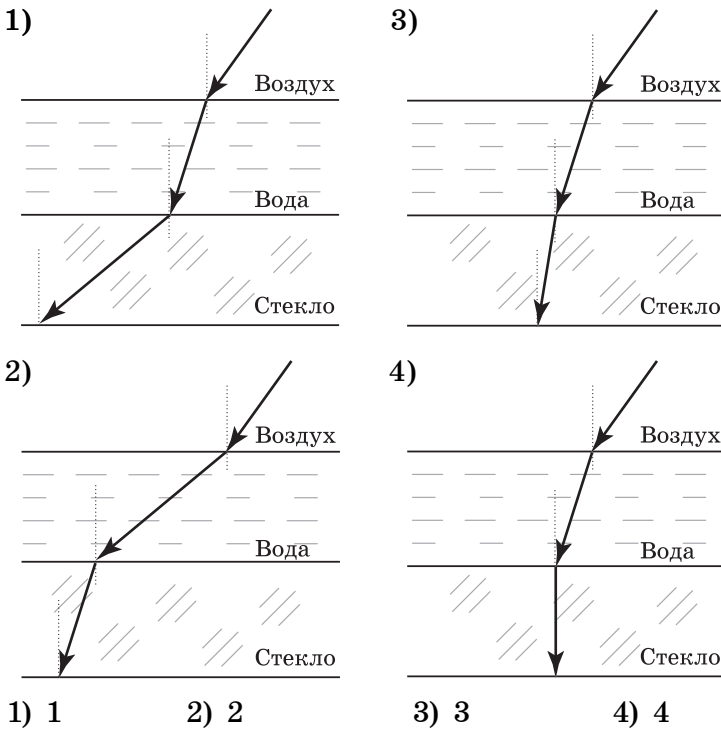 1)
Воздух
Вода
Стекло
3)
Воздух
Вода
Стекло
2)
Воздух
Вода
Стекло
4)
Воздух
Вода
Стекло
1) 1 2) 2 3) 3 4) 4